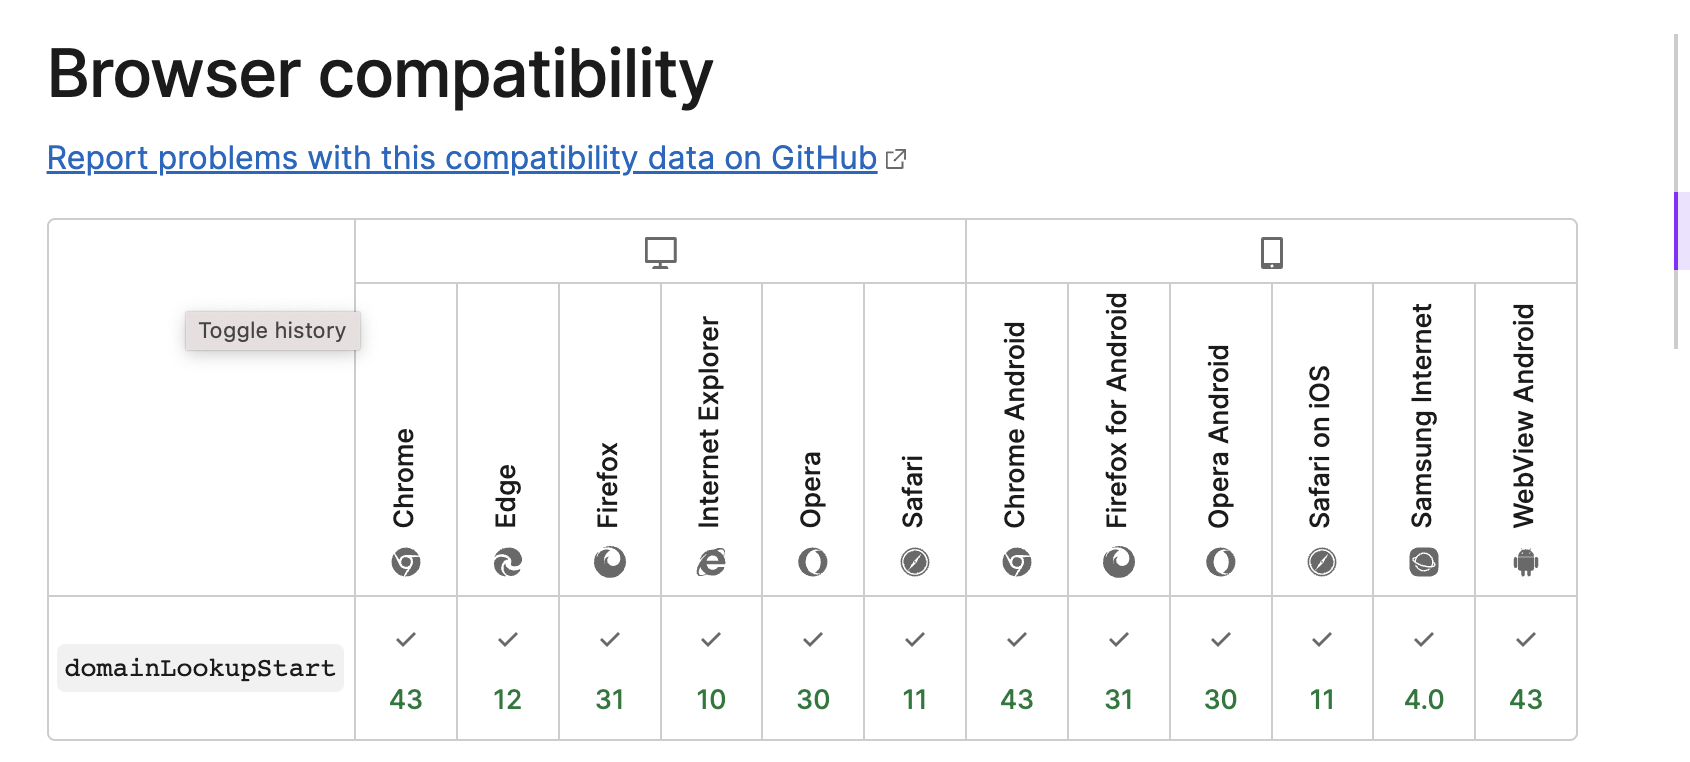 Browser compatibility
Report problems with this compatibility data on GitHub
Toggle history
Chrome
Edge
Firefox
Internet Explorer
Opera
Safari
Chrome Android
Firefox for Android
Opera Android
Safari on iOS
Samsung Internet
WebView Android
domainLookupStart
43
12
31
10
30
11
43
31
30
11
4.0
43